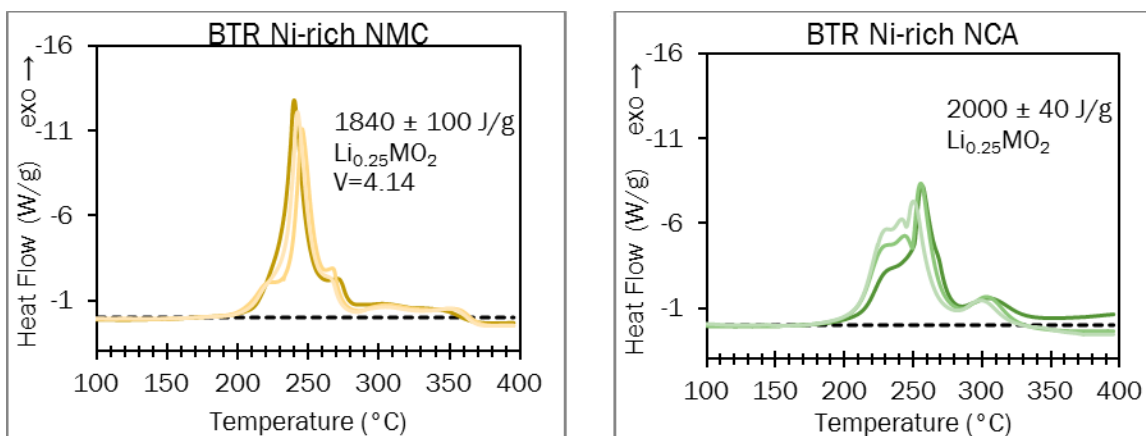 BTR Ni-rich NMC
-16
-11
-6
-1
Heat Flow (W/g) exo →
1840 ± 100 J/g
Li0.25MO2
V=4.14
100 150 200 250 300 350 400
Temperature (°C)
BTR Ni-rich NCA
-16
-11
-6
-1
Heat Flow (W/g) exo →
2000 ± 40 J/g
Li0.25MO2
100 150 200 250 300 350 400
Temperature (°C)